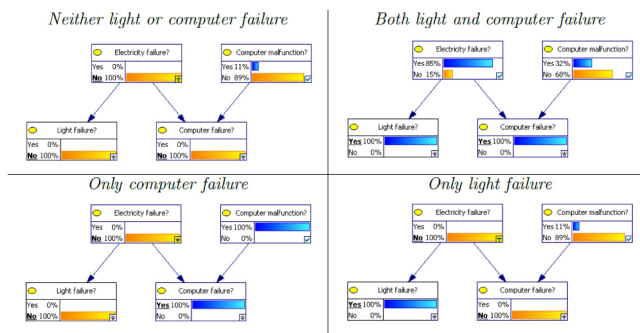 Neither light or computer failure
Electricity failure?
Yes 0%
No 100%
Computer malfunction?
Yes 11%
No 89%
Light failure?
Yes 0%
No 100%
Computer failure?
Yes 0%
No 100%
Both light and computer failure
Electricity failure?
Yes 85%
No 15%
Computer malfunction?
Yes 32%
No 68%
Light failure?
Yes 100%
No 0%
Computer failure?
Yes 100%
No 0%
Only computer failure
Electricity failure?
Yes 0%
No 100%
Computer malfunction?
Yes 100%
No 0%
Light failure?
Yes 0%
No 100%
Computer failure?
Yes 100%
No 0%
Only light failure
Electricity failure?
Yes 0%
No 100%
Computer malfunction?
Yes 11%
No 89%
Light failure?
Yes 100%
No 0%
Computer failure?
Yes 0%
No 100%